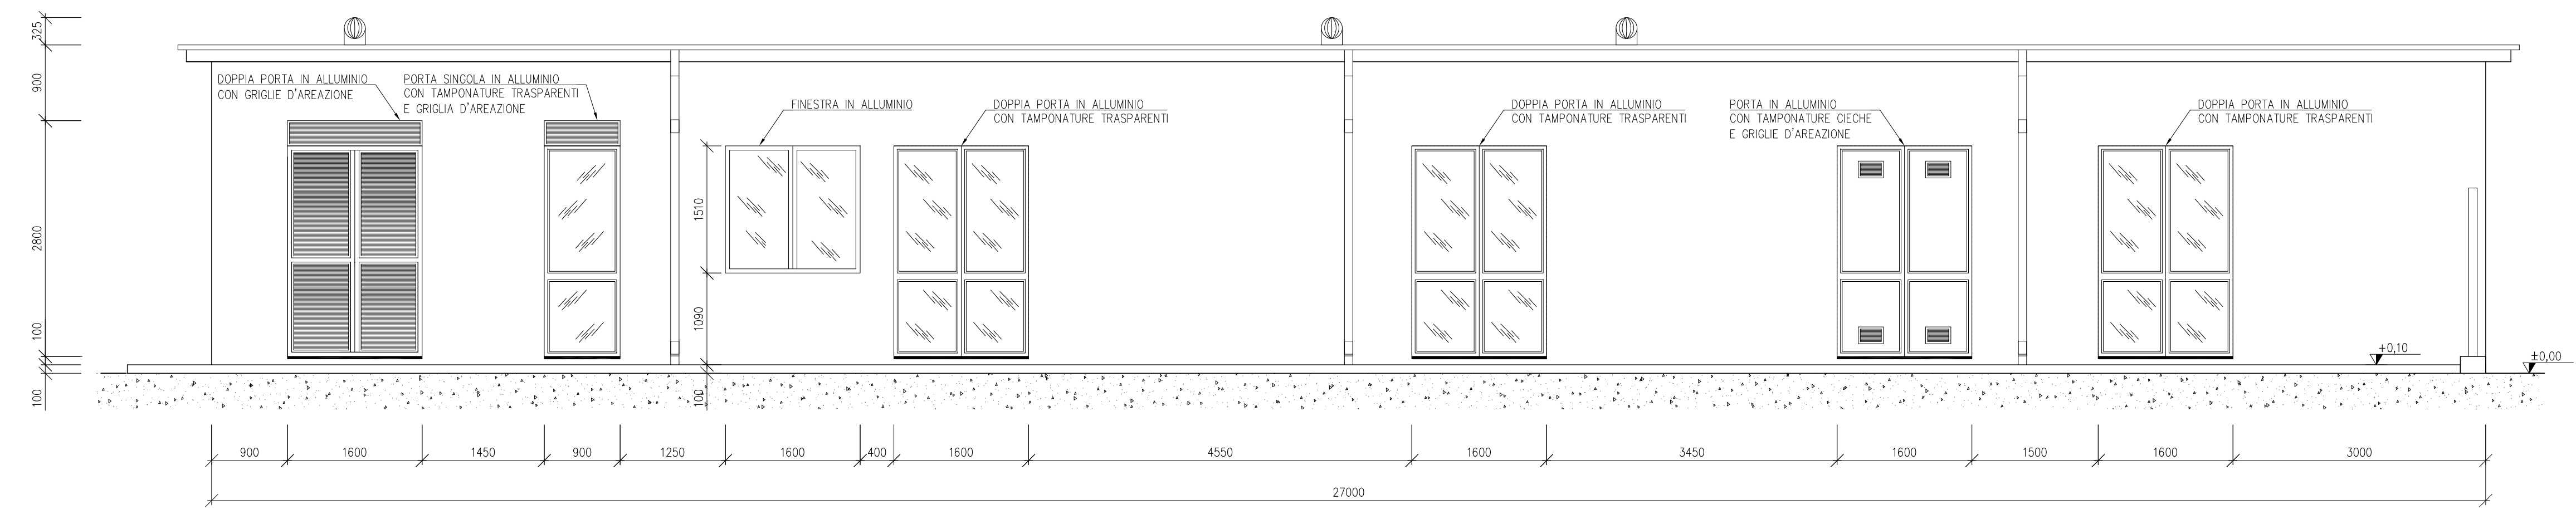 325
900
2800
100
100
DOPPIA PORTA IN ALLUMINIO
CON GRIGLIE D'AREAZIONE
PORTA SINGOLA IN ALLUMINIO
CON TAMPONATURE TRASPARENTI
E GRIGLIA D'AREAZIONE
FINESTRA IN ALLUMINIO
DOPPIA PORTA IN ALLUMINIO
CON TAMPONATURE TRASPARENTI
DOPPIA PORTA IN ALLUMINIO
CON TAMPONATURE TRASPARENTI
PORTA IN ALLUMINIO
CON TAMPONATURE CIECHE
E GRIGLIE D'AREAZIONE
DOPPIA PORTA IN ALLUMINIO
CON TAMPONATURE TRASPARENTI
1510
1090
100
+0,10
±0,00
900 1600 1450 900 1250 1600 400 1600 4550 1600 3450 1600 1500 1600 3000
27000